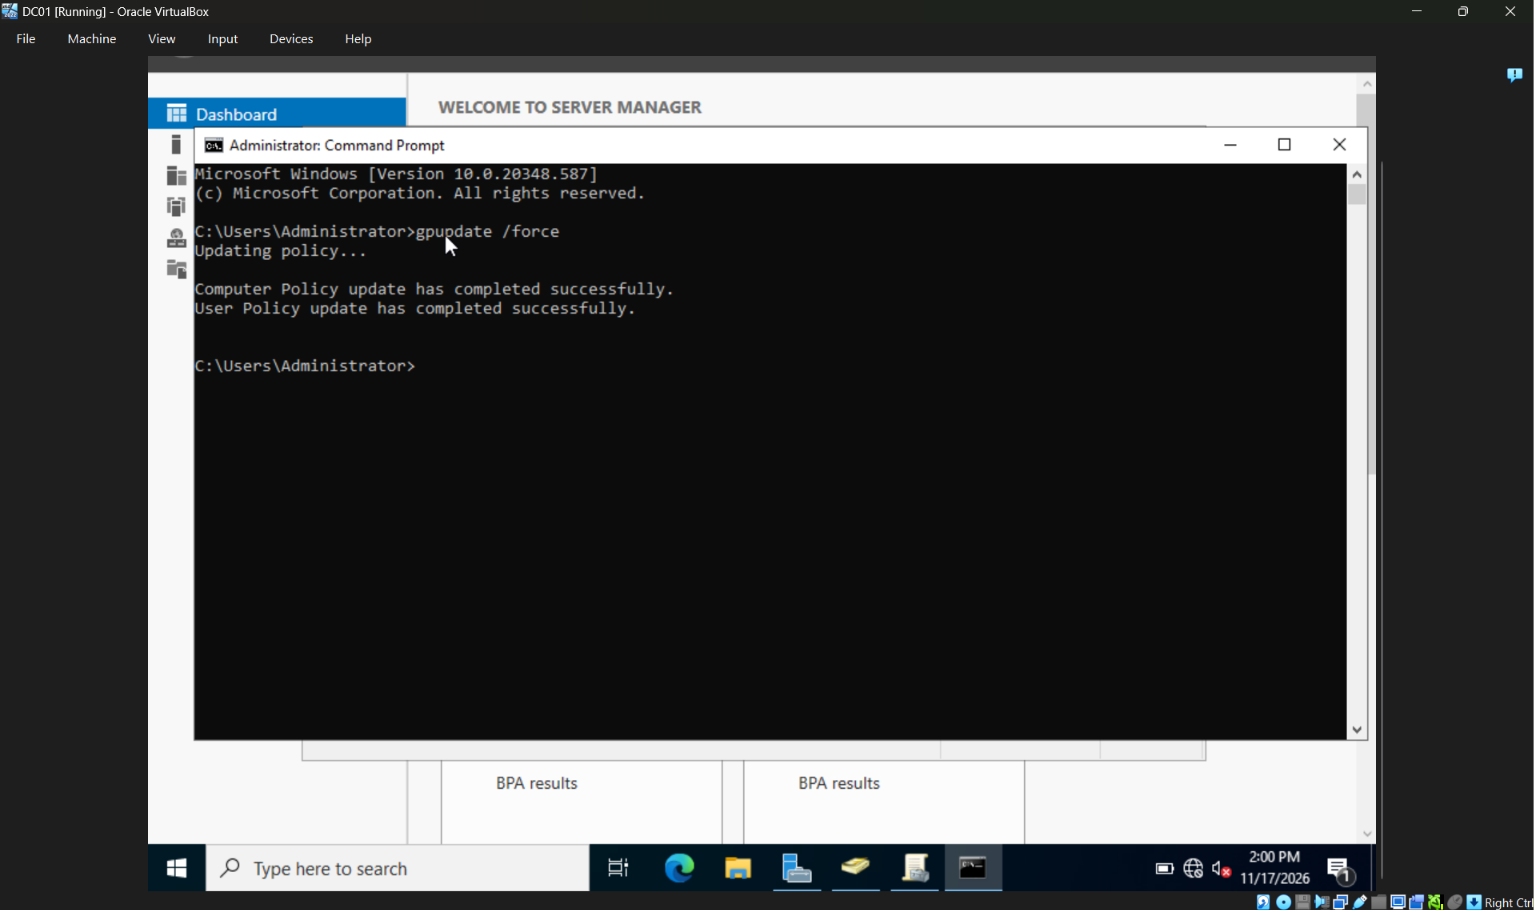 DC01 [Running] - Oracle VirtualBox
File Machine View Input Devices Help
Dashboard
WELCOME TO SERVER MANAGER
Administrator: Command Prompt
Microsoft Windows [Version 10.0.20348.587]
(c) Microsoft Corporation. All rights reserved.
C:\Users\Administrator>gpupdate /force
Updating policy...
Computer Policy update has completed successfully.
User Policy update has completed successfully.
C:\Users\Administrator>
BPA results
BPA results
Type here to search
2:00 PM
11/17/2026
1
Right Ctrl